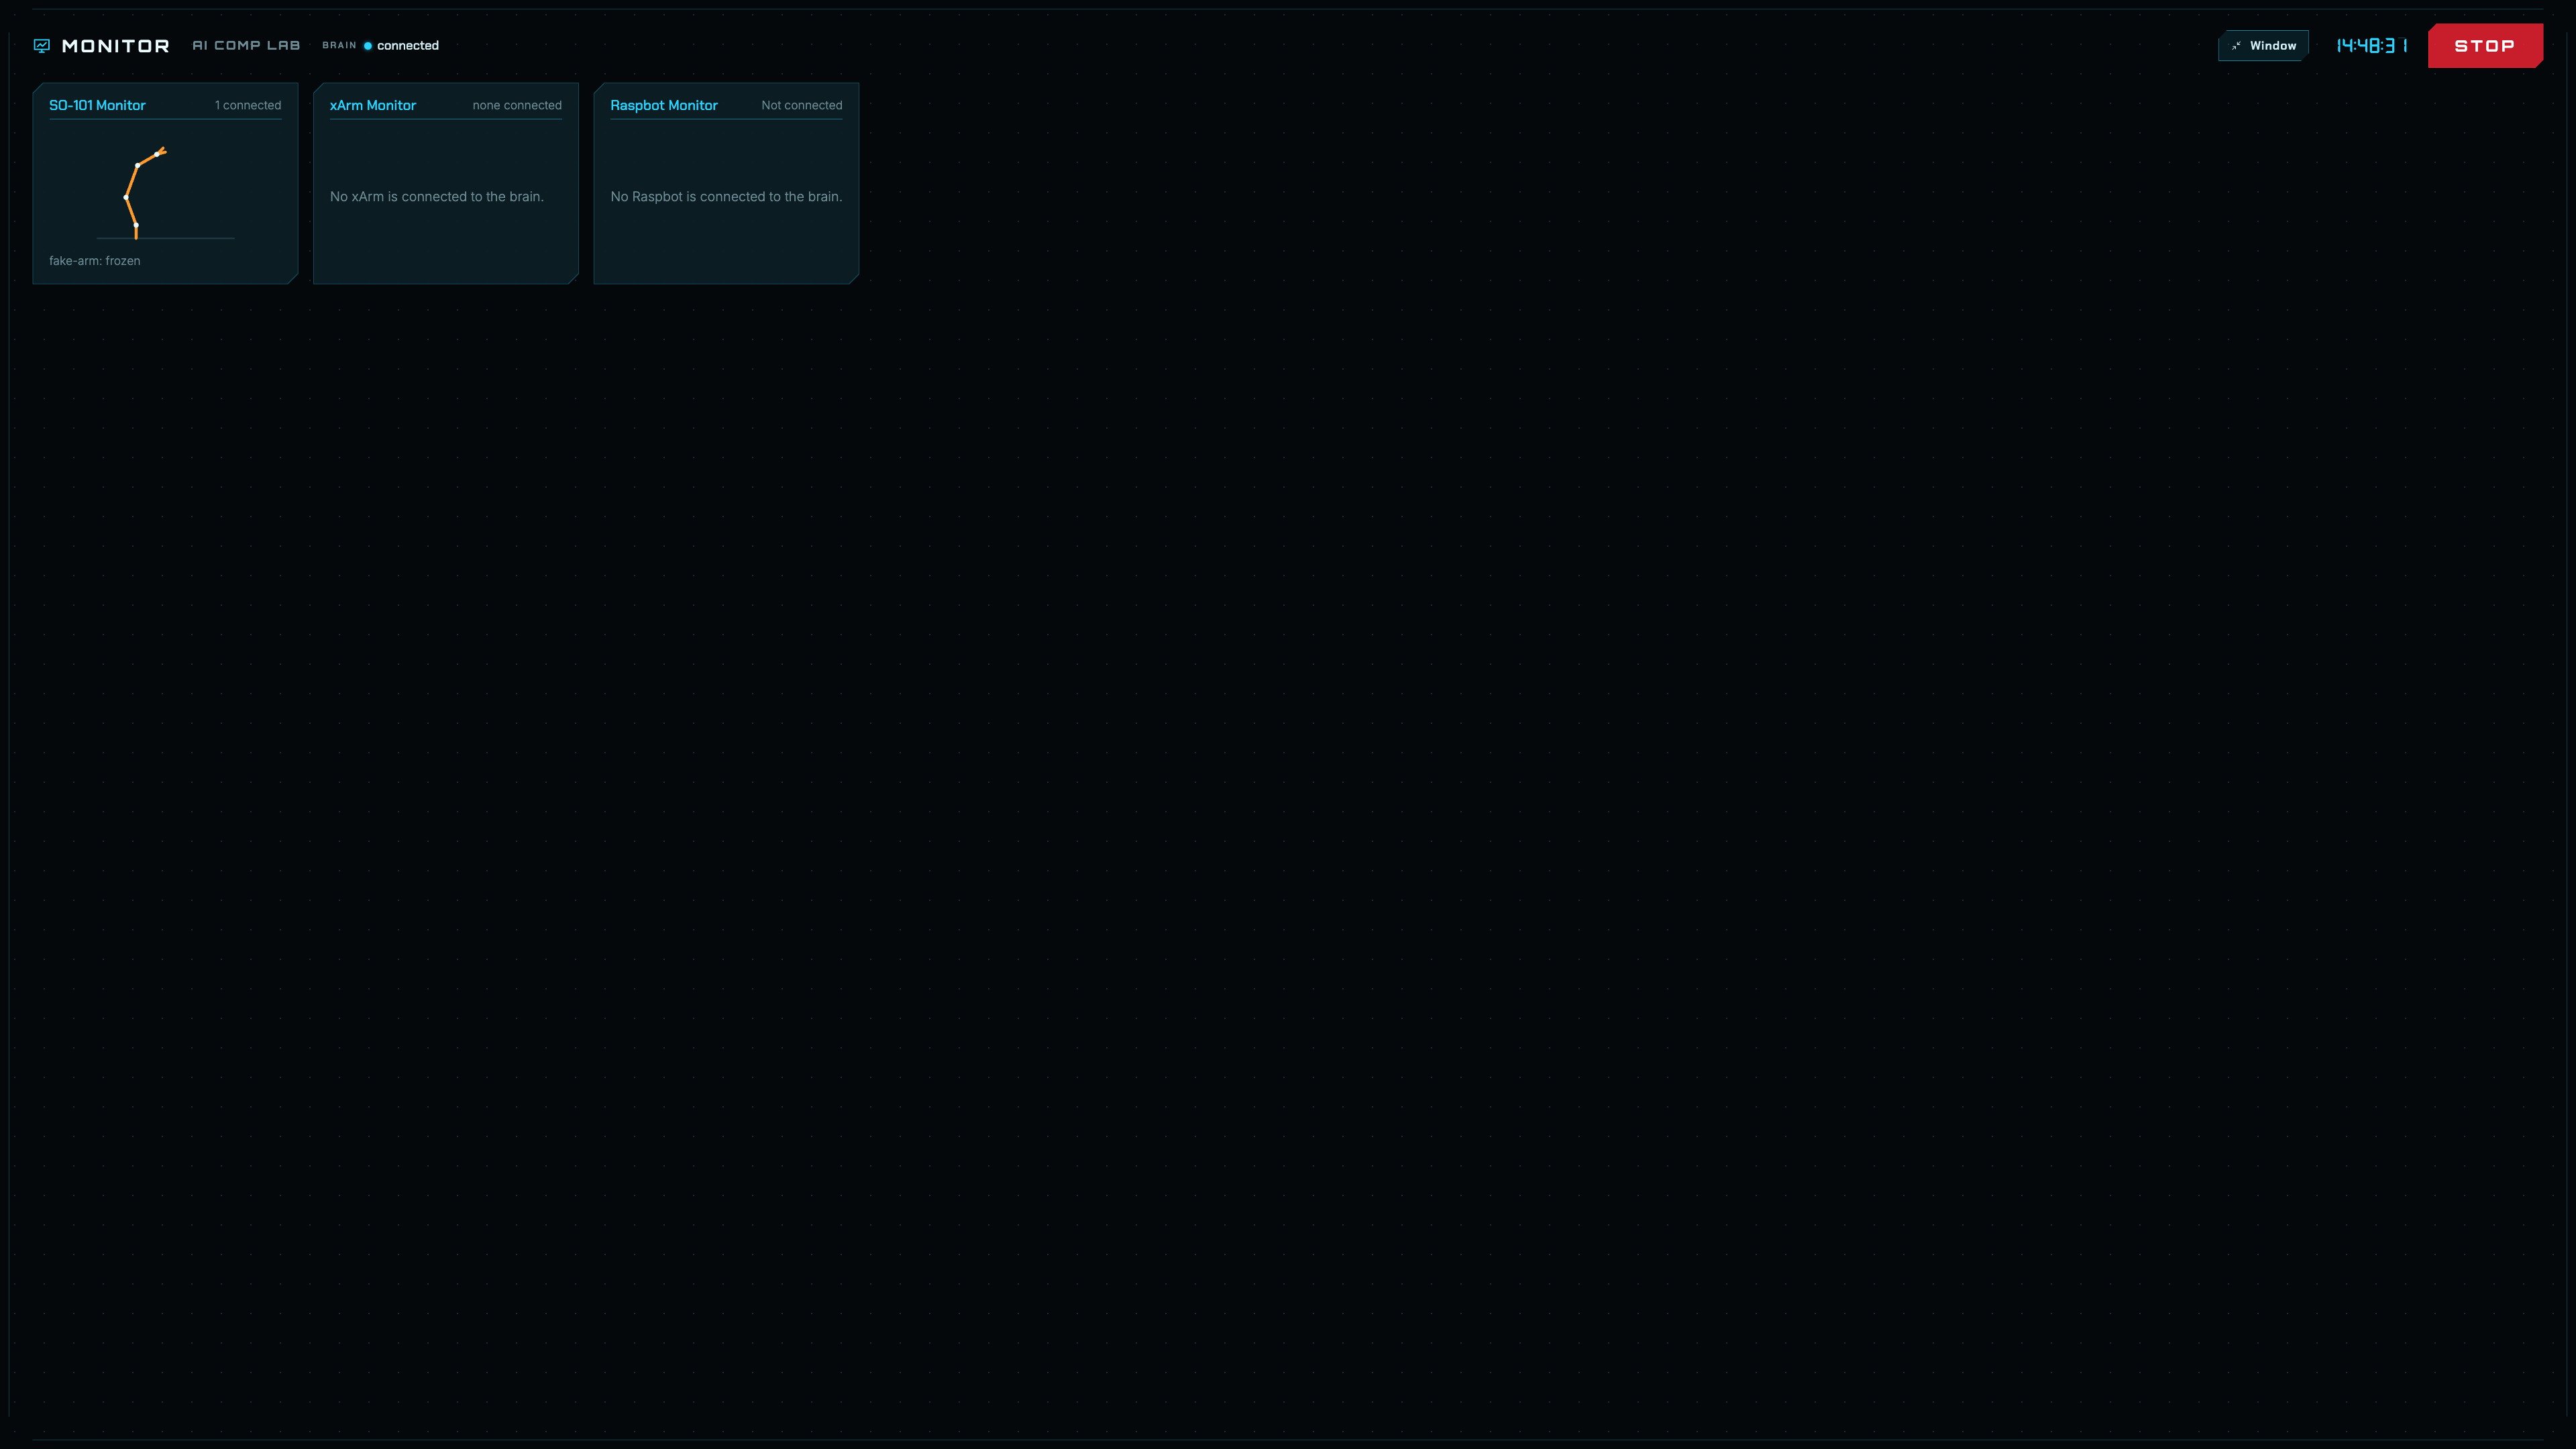 MONITOR AI COMP LAB BRAIN connected Window 14:48:31 STOP
SO-101 Monitor 1 connected
fake-arm: frozen
xArm Monitor none connected
No xArm is connected to the brain.
Raspbot Monitor Not connected
No Raspbot is connected to the brain.